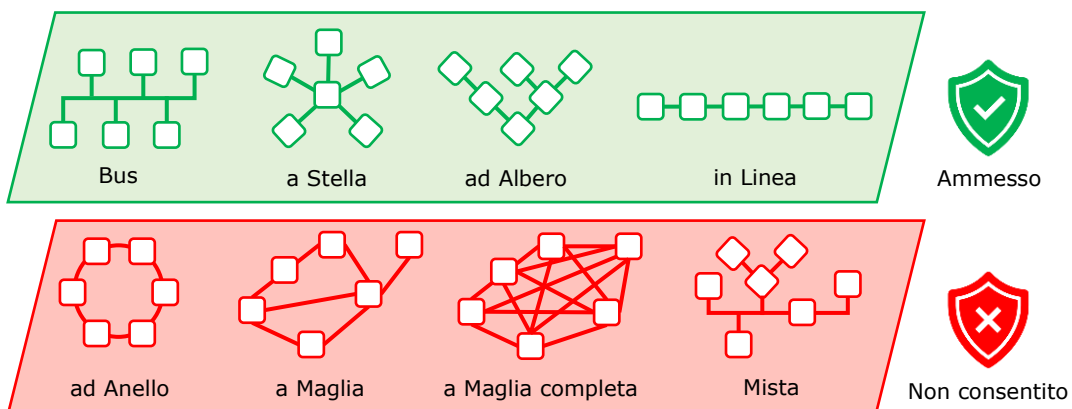 Bus
a Stella
ad Albero
in Linea
Ammesso
ad Anello
a Maglia
a Maglia completa
Mista
Non consentito